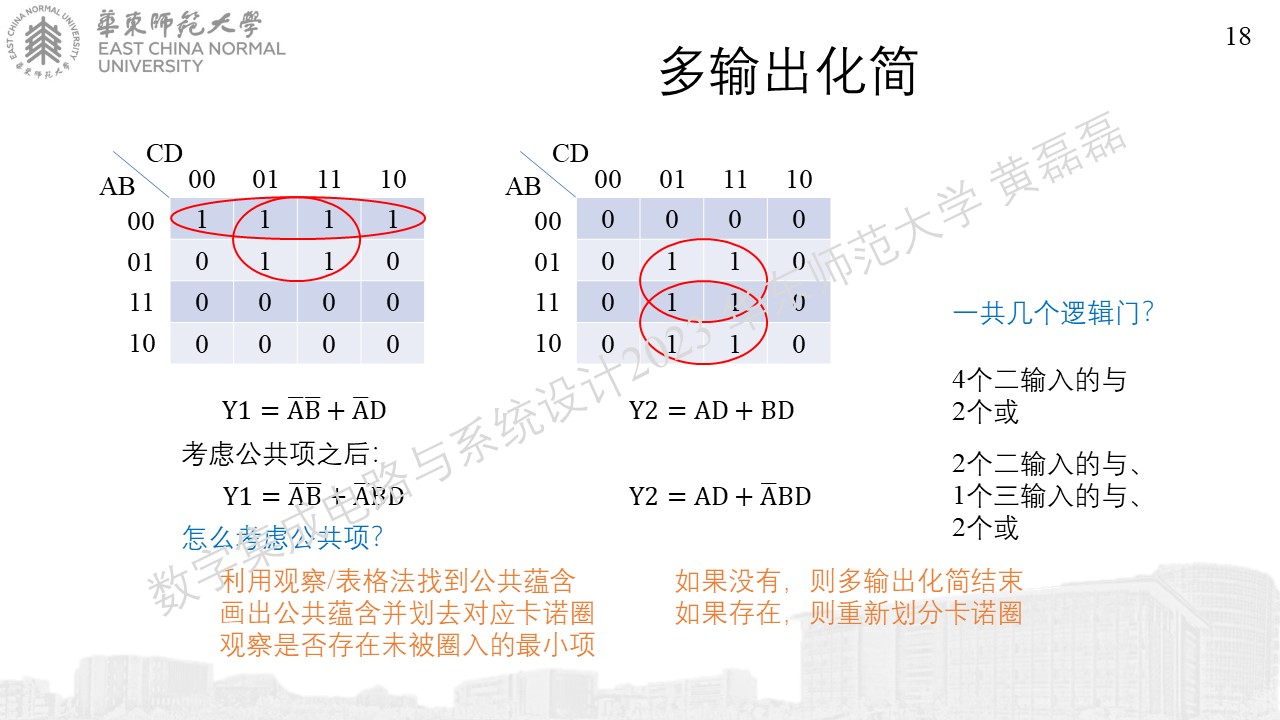 華東師範大學
EAST CHINA NORMAL
UNIVERSITY
EAST CHINA NORMAL UNIVERSITY
華東师范大学
18
多输出化简
CD
AB 00 01 11 10
00 1 1 1 1
01 0 1 1 0
11 0 0 0 0
10 0 0 0 0
CD
AB 00 01 11 10
00 0 0 0 0
01 0 1 1 0
11 0 1 1 0
10 0 1 1 0
Y1 = A̅B̅ + A̅D
Y2 = AD + BD
考虑公共项之后:
Y1 = A̅B̅ + A̅BD
Y2 = AD + A̅BD
怎么考虑公共项?
利用观察/表格法找到公共蕴含
画出公共蕴含并划去对应卡诺圈
观察是否存在未被圈入的最小项
如果没有，则多输出化简结束
如果存在，则重新划分卡诺圈
一共几个逻辑门?
4个二输入的与
2个或
2个二输入的与、
1个三输入的与、
2个或
数字集成电路与系统设计2023 华东师范大学 黄磊磊